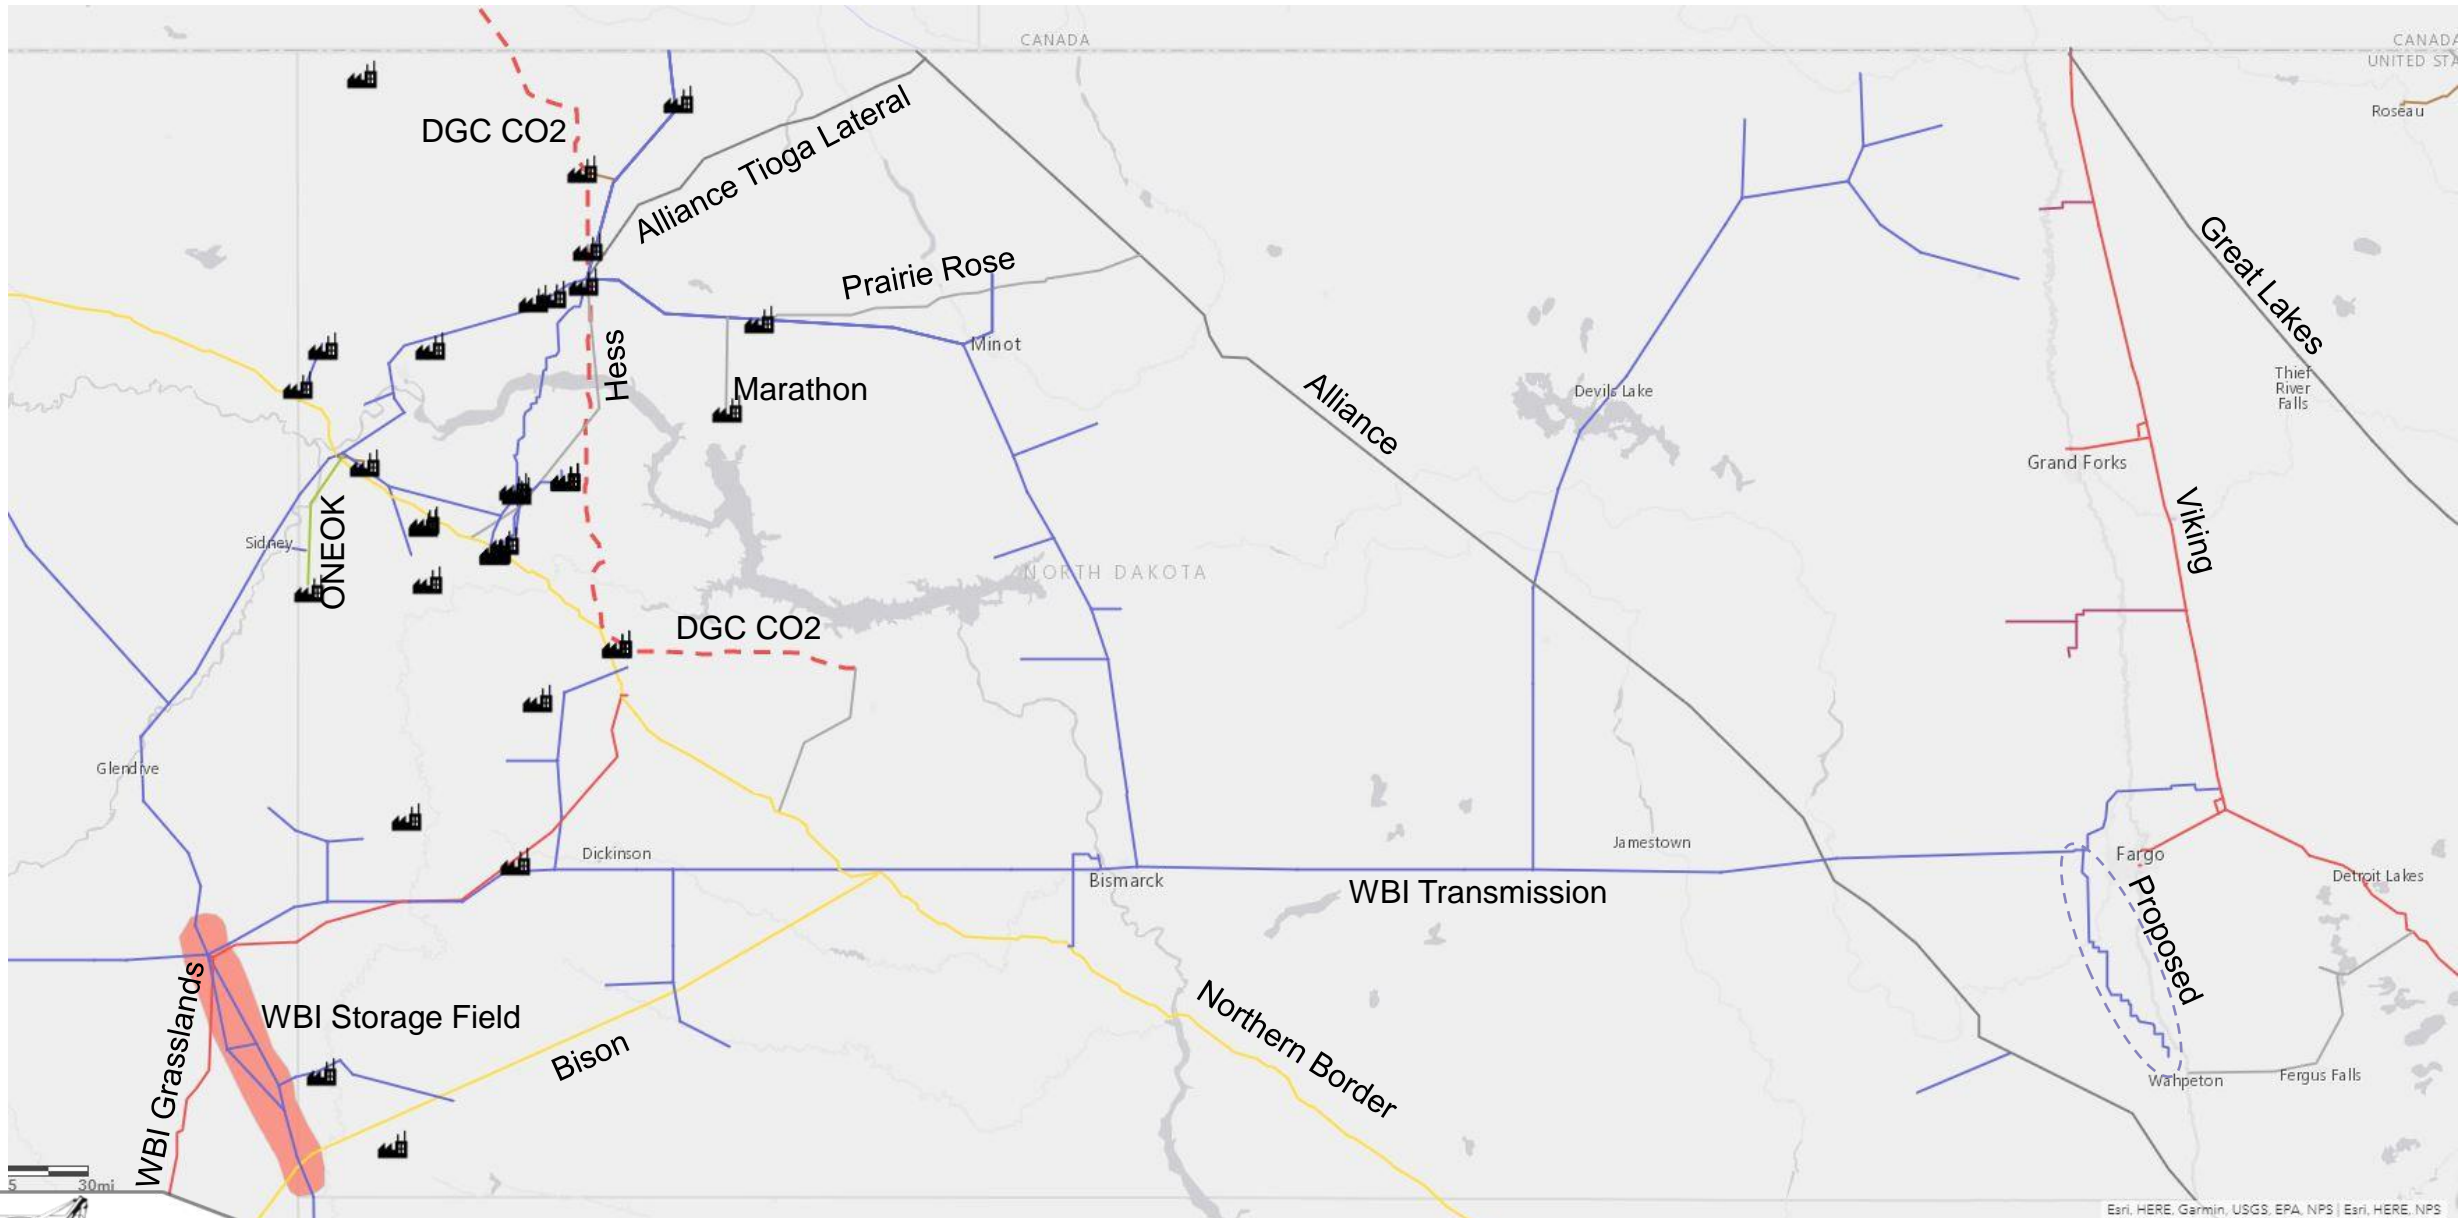 CANADA
CANADA
UNITED STA
Roseau
DGC CO2
Alliance Tioga Lateral
Great Lakes
Prairie Rose
Minot
Hess
Marathon
Alliance
Devils Lake
Thief
River
Falls
Grand Forks
Viking
ONEOK
Sidney
NORTH DAKOTA
DGC CO2
Glendive
Dickinson
Bismarck
Jamestown
Fargo
Detroit Lakes
WBI Transmission
Proposed
WBI Grasslands
WBI Storage Field
Bison
Northern Border
Wahpeton
Fergus Falls
5 30mi
Esri, HERE, Garmin, USGS, EPA, NPS | Esri, HERE, NPS